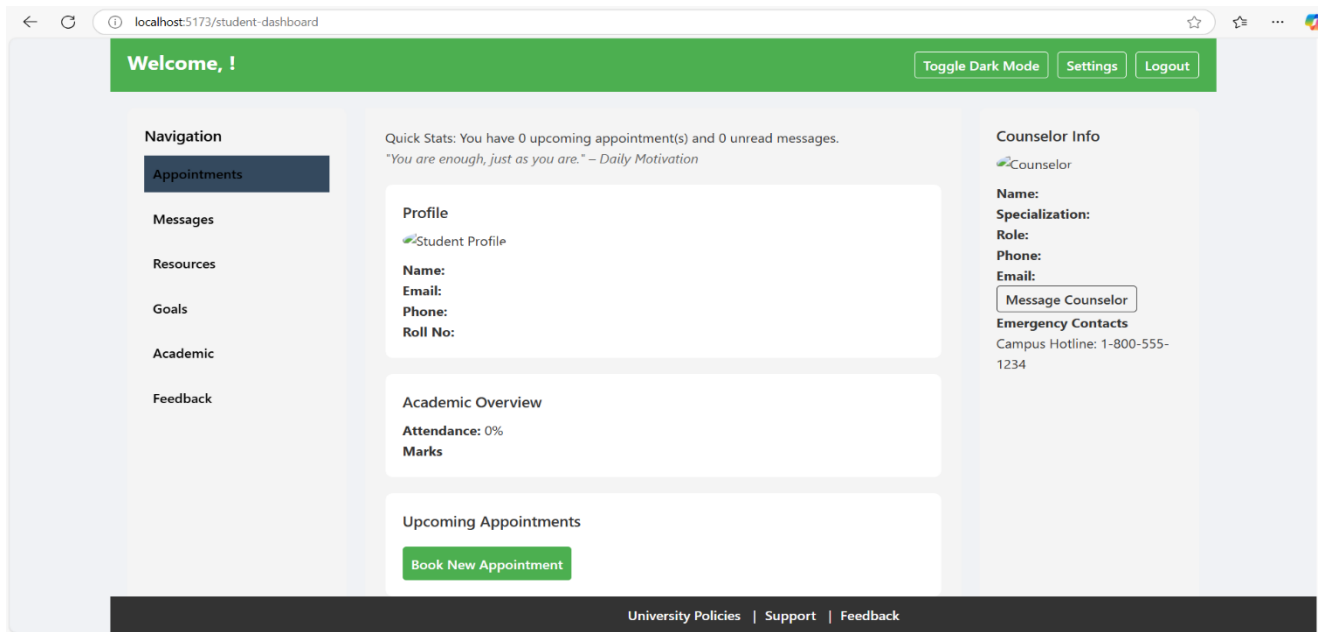 localhost:5173/student-dashboard
Welcome, !
Toggle Dark Mode
Settings
Logout
Navigation
Appointments
Messages
Resources
Goals
Academic
Feedback
Quick Stats: You have 0 upcoming appointment(s) and 0 unread messages.
"You are enough, just as you are." – Daily Motivation
Profile
Student Profile
Name:
Email:
Phone:
Roll No:
Academic Overview
Attendance: 0%
Marks
Upcoming Appointments
Book New Appointment
Counselor Info
Counselor
Name:
Specialization:
Role:
Phone:
Email:
Message Counselor
Emergency Contacts
Campus Hotline: 1-800-555-
1234
University Policies | Support | Feedback